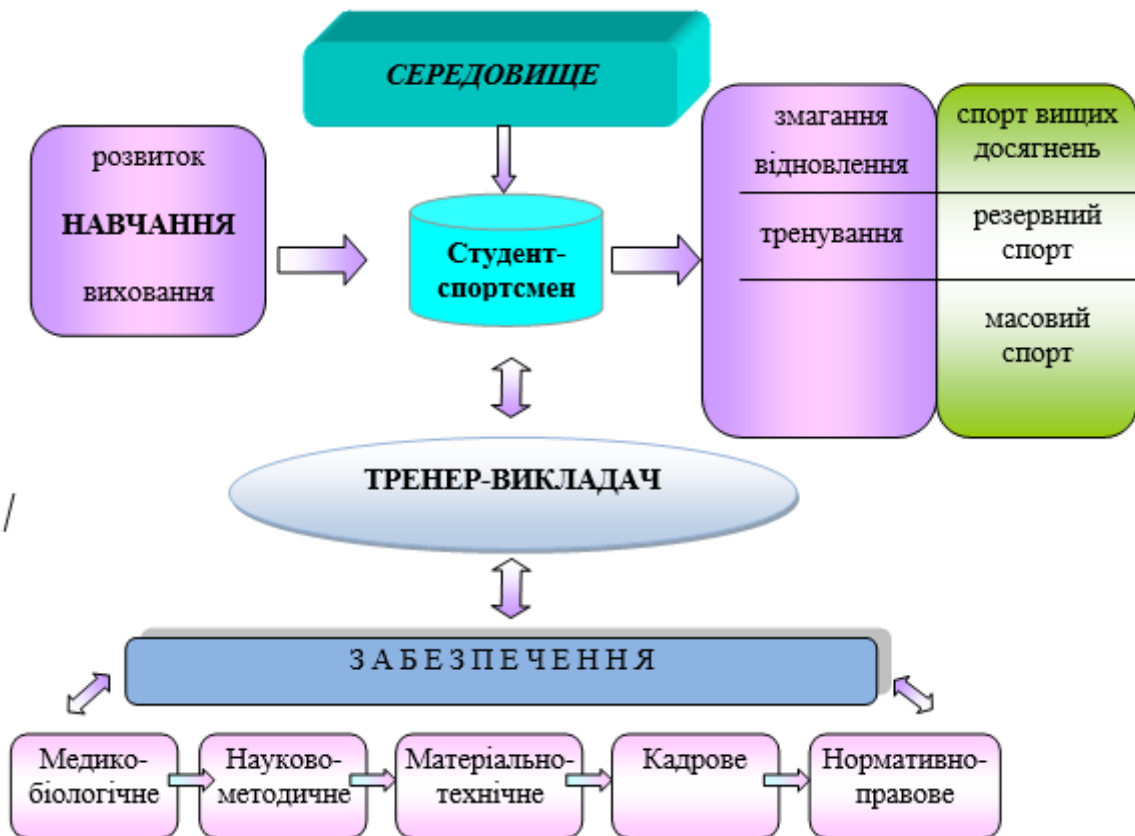 СЕРЕДОВИЩЕ
розвиток
НАВЧАННЯ
виховання
Студент-
спортсмен
змагання
відновлення
тренування
спорт вищих
досягнень
резервний
спорт
масовий
спорт
ТРЕНЕР-ВИКЛАДАЧ
/
З А Б Е З П Е Ч Е Н Н Я
Медико-
біологічне
Науково-
методичне
Матеріально-
технічне
Кадрове
Нормативно-
правове